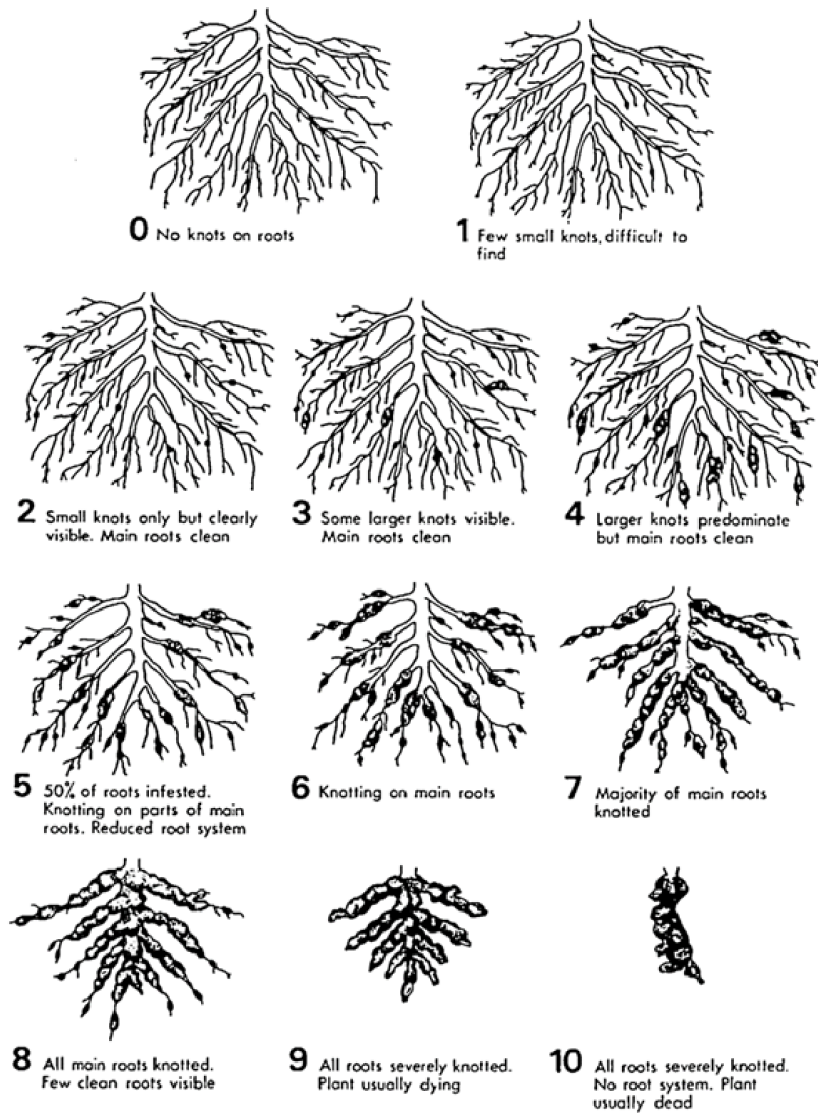 0 No knots on roots
1 Few small knots, difficult to
find
2 Small knots only but clearly
visible. Main roots clean
3 Some larger knots visible.
Main roots clean
4 Larger knots predominate
but main roots clean
5 50% of roots infested.
Knotting on parts of main
roots. Reduced root system
6 Knotting on main roots
7 Majority of main roots
knotted
8 All main roots knotted.
Few clean roots visible
9 All roots severely knotted.
Plant usually dying
10 All roots severely knotted.
No root system. Plant
usually dead